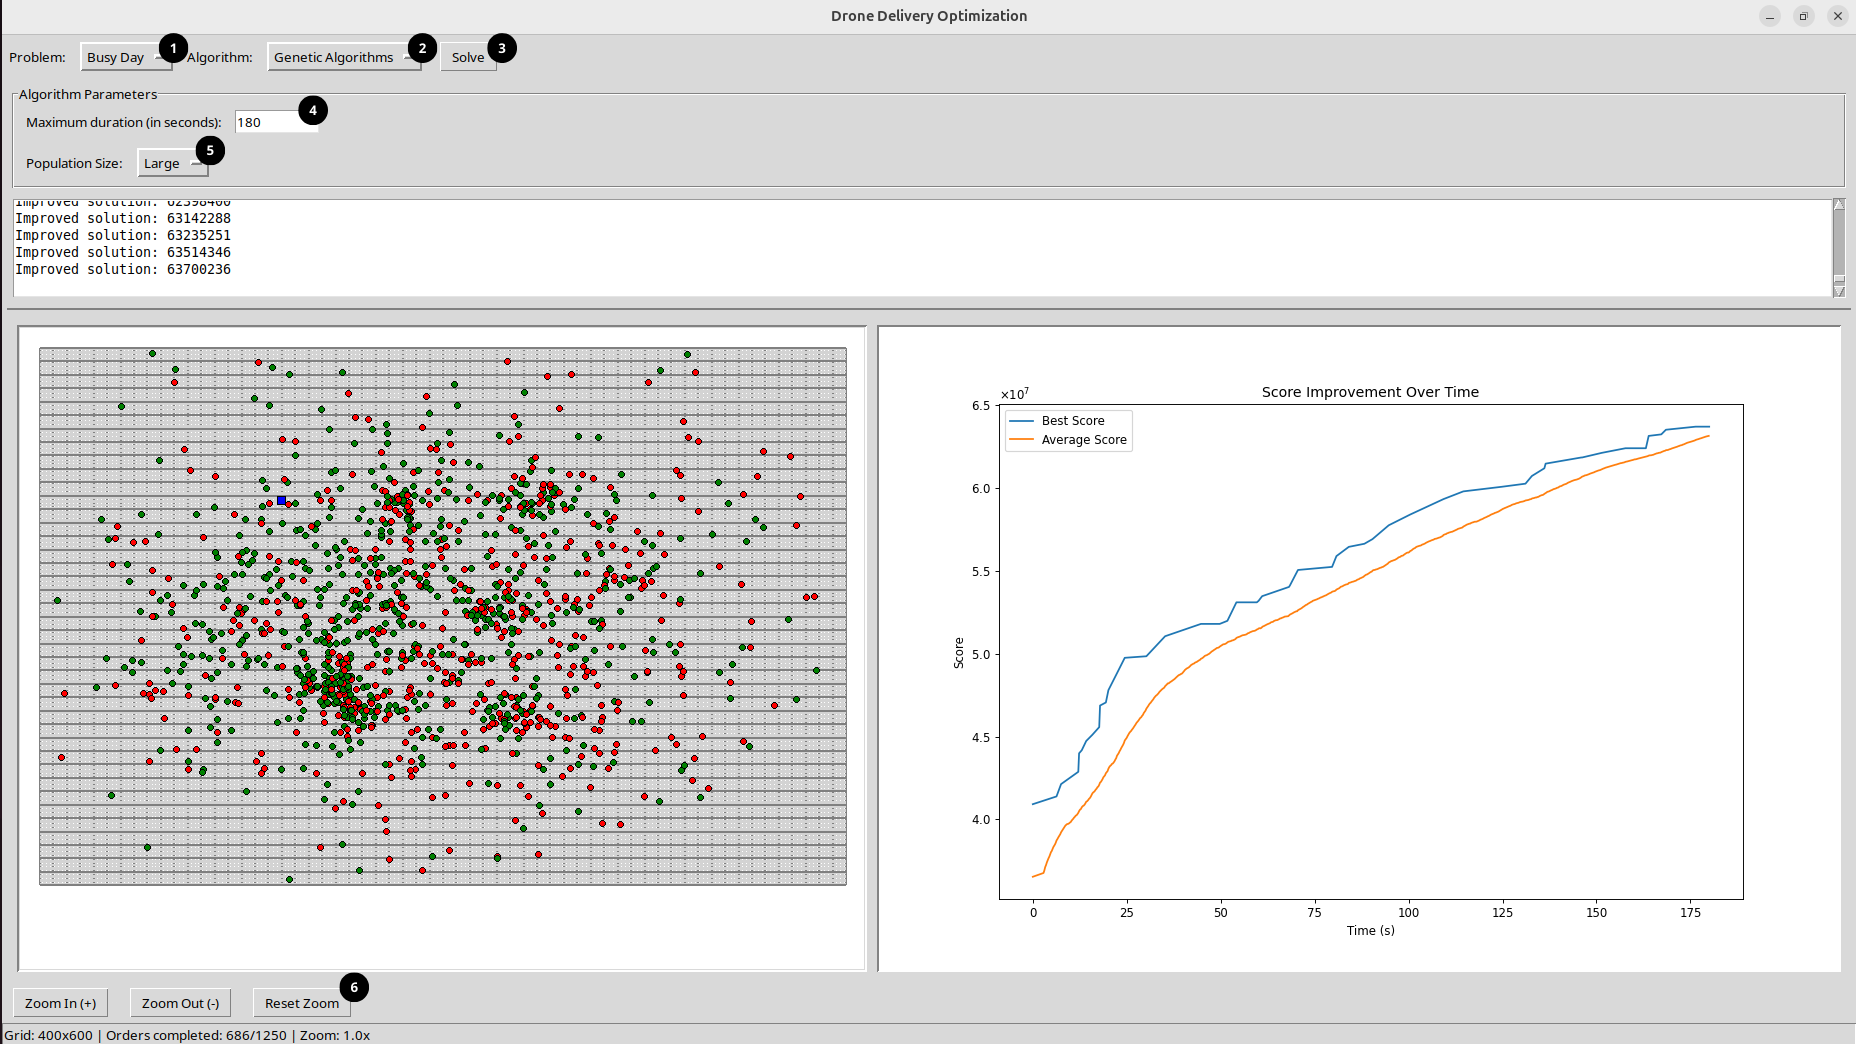 Drone Delivery Optimization
Problem: Busy Day 1 Algorithm: Genetic Algorithms 2 Solve 3
Algorithm Parameters
Maximum duration (in seconds): 180 4
Population Size: Large 5
Improved solution: 62398400
Improved solution: 63142288
Improved solution: 63235251
Improved solution: 63514346
Improved solution: 63700236
Score Improvement Over Time
×10⁷
Best Score
Average Score
6.5
6.0
5.5
5.0
4.5
4.0
Score
0 25 50 75 100 125 150 175
Time (s)
Zoom In (+) Zoom Out (-) Reset Zoom 6
Grid: 400x600 | Orders completed: 686/1250 | Zoom: 1.0x